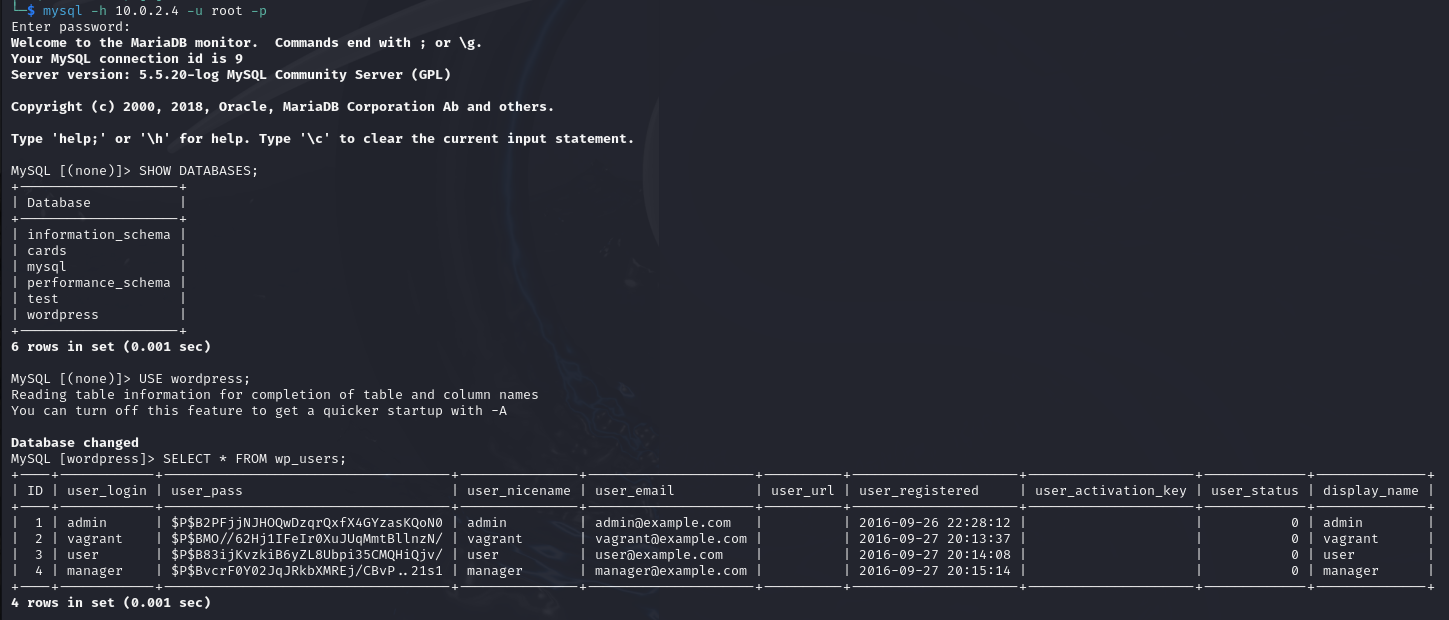 └─$ mysql -h 10.0.2.4 -u root -p
Enter password:
Welcome to the MariaDB monitor.  Commands end with ; or \g.
Your MySQL connection id is 9
Server version: 5.5.20-log MySQL Community Server (GPL)

Copyright (c) 2000, 2018, Oracle, MariaDB Corporation Ab and others.

Type 'help;' or '\h' for help. Type '\c' to clear the current input statement.

MySQL [(none)]> SHOW DATABASES;
+--------------------+
| Database           |
+--------------------+
| information_schema |
| cards              |
| mysql              |
| performance_schema |
| test               |
| wordpress          |
+--------------------+
6 rows in set (0.001 sec)

MySQL [(none)]> USE wordpress;
Reading table information for completion of table and column names
You can turn off this feature to get a quicker startup with -A

Database changed
MySQL [wordpress]> SELECT * FROM wp_users;
+----+------------+------------------------------------+---------------+---------------------+----------+---------------------+---------------------+-------------+--------------+
| ID | user_login | user_pass                          | user_nicename | user_email          | user_url | user_registered     | user_activation_key | user_status | display_name |
+----+------------+------------------------------------+---------------+---------------------+----------+---------------------+---------------------+-------------+--------------+
|  1 | admin      | $P$B2PFjjNJHOQwDzqrQxfX4GYzasKQoN0 | admin         | admin@example.com   |          | 2016-09-26 22:28:12 |                     |           0 | admin        |
|  2 | vagrant    | $P$BMO//62Hj1IFeIr0XuJUqMmtBllnzN/ | vagrant       | vagrant@example.com |          | 2016-09-27 20:13:37 |                     |           0 | vagrant      |
|  3 | user       | $P$B83ijKvzkiB6yZL8Ubpi35CMQHiQjv/ | user          | user@example.com    |          | 2016-09-27 20:14:08 |                     |           0 | user         |
|  4 | manager    | $P$BvcrF0Y02JqJRkbXMREj/CBvP..21s1 | manager       | manager@example.com |          | 2016-09-27 20:15:14 |                     |           0 | manager      |
+----+------------+------------------------------------+---------------+---------------------+----------+---------------------+---------------------+-------------+--------------+
4 rows in set (0.001 sec)